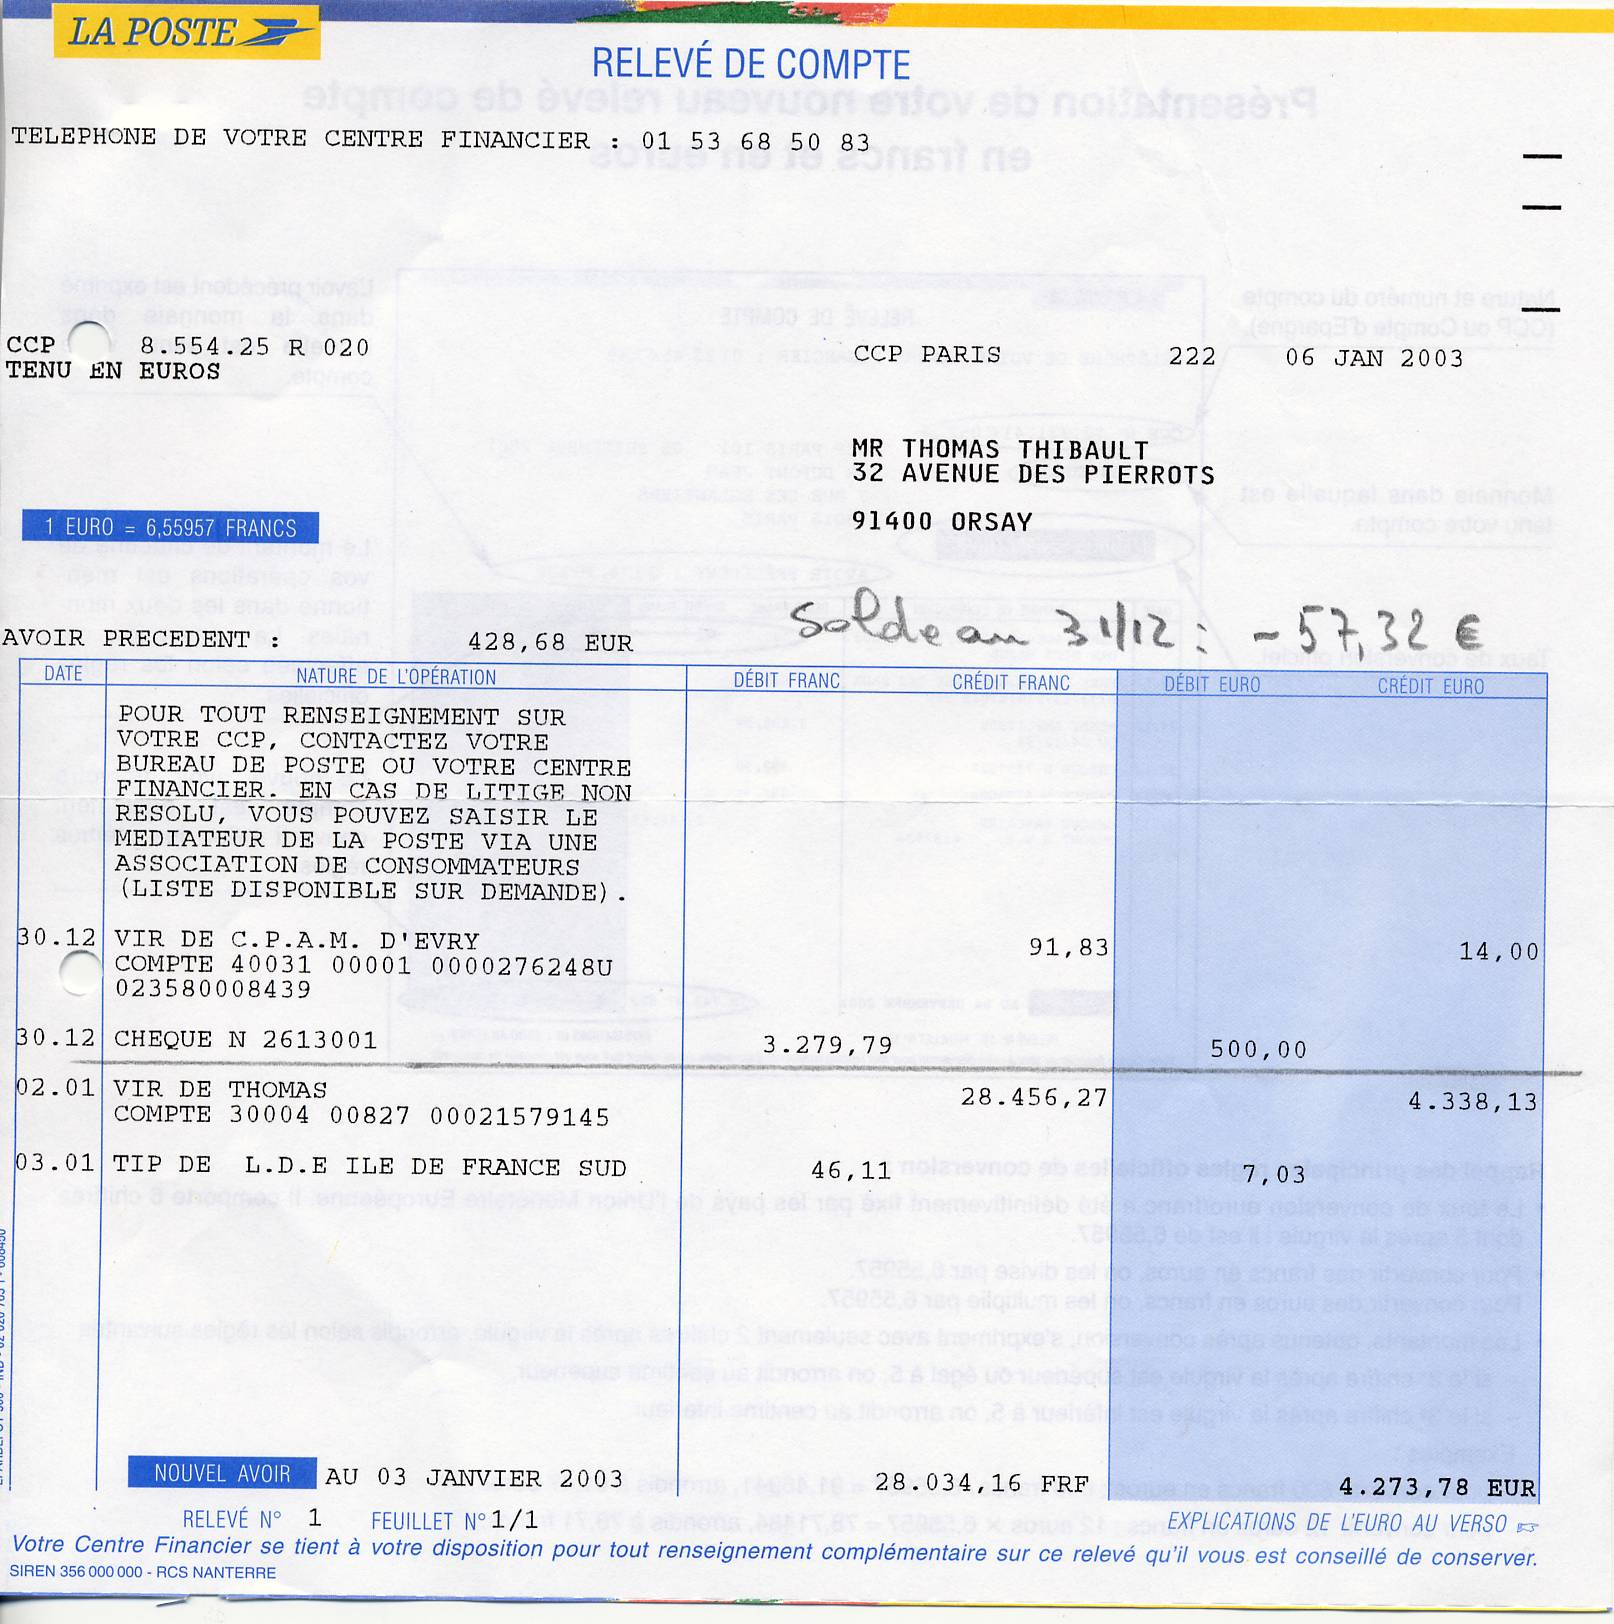 LA POSTE
RELEVÉ DE COMPTE
TELEPHONE DE VOTRE CENTRE FINANCIER : 01 53 68 50 83
CCP 8.554.25 R 020
TENU EN EUROS
CCP PARIS 222 06 JAN 2003
MR THOMAS THIBAULT
32 AVENUE DES PIERROTS
91400 ORSAY
1 EURO = 6,55957 FRANCS
Solde au 31/12 : -57,32 €
AVOIR PRECEDENT : 428,68 EUR
DATE NATURE DE L'OPÉRATION DÉBIT FRANC CRÉDIT FRANC DÉBIT EURO CRÉDIT EURO
POUR TOUT RENSEIGNEMENT SUR
VOTRE CCP, CONTACTEZ VOTRE
BUREAU DE POSTE OU VOTRE CENTRE
FINANCIER. EN CAS DE LITIGE NON
RESOLU, VOUS POUVEZ SAISIR LE
MEDIATEUR DE LA POSTE VIA UNE
ASSOCIATION DE CONSOMMATEURS
(LISTE DISPONIBLE SUR DEMANDE).
30.12 VIR DE C.P.A.M. D'EVRY 91,83 14,00
COMPTE 40031 00001 0000276248U
023580008439
30.12 CHEQUE N 2613001 3.279,79 500,00
02.01 VIR DE THOMAS 28.456,27 4.338,13
COMPTE 30004 00827 00021579145
03.01 TIP DE L.D.E ILE DE FRANCE SUD 46,11 7,03
NOUVEL AVOIR AU 03 JANVIER 2003 28.034,16 FRF 4.273,78 EUR
RELEVÉ N° 1 FEUILLET N° 1/1 EXPLICATIONS DE L'EURO AU VERSO
Votre Centre Financier se tient à votre disposition pour tout renseignement complémentaire sur ce relevé qu'il vous est conseillé de conserver.
SIREN 356 000 000 - RCS NANTERRE